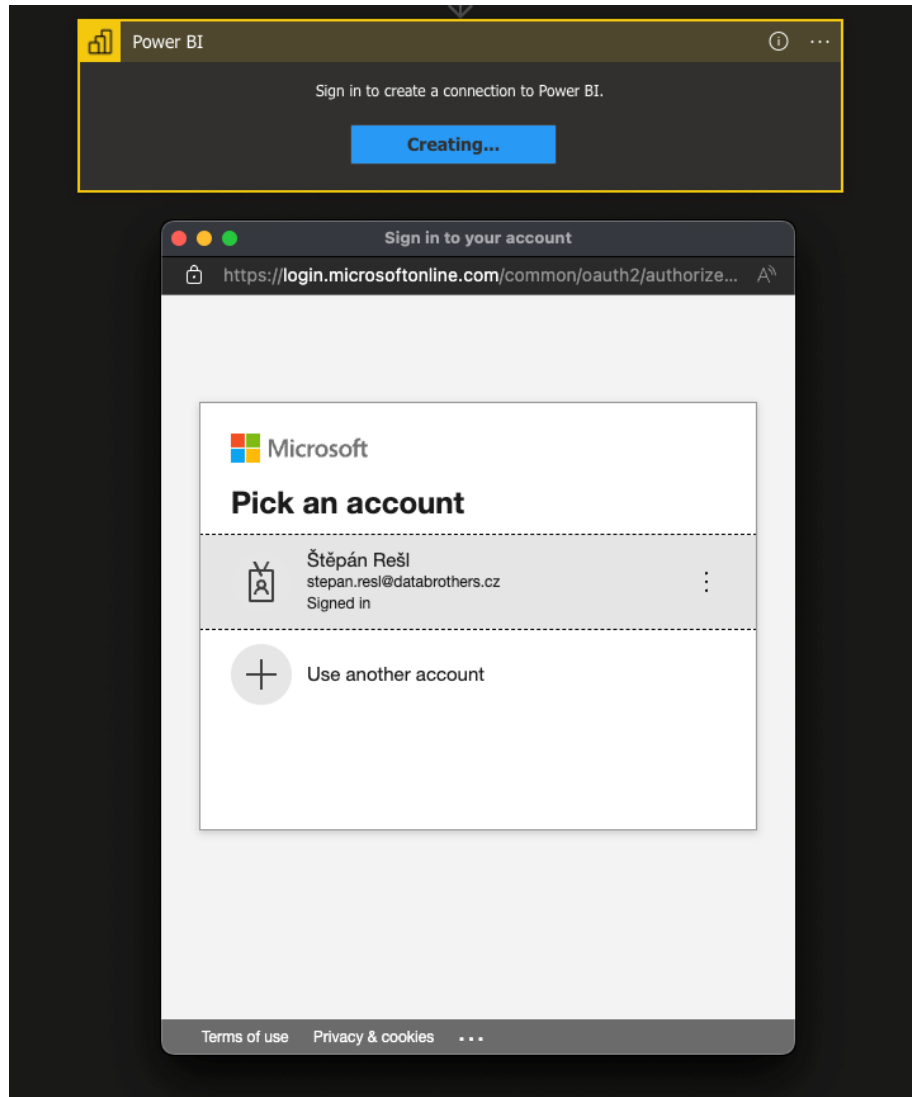 Power BI
Sign in to create a connection to Power BI.
Creating...
Sign in to your account
https://login.microsoftonline.com/common/oauth2/authorize...
Microsoft
Pick an account
Štěpán Rešl
stepan.resl@databrothers.cz
Signed in
Use another account
Terms of use Privacy & cookies ...